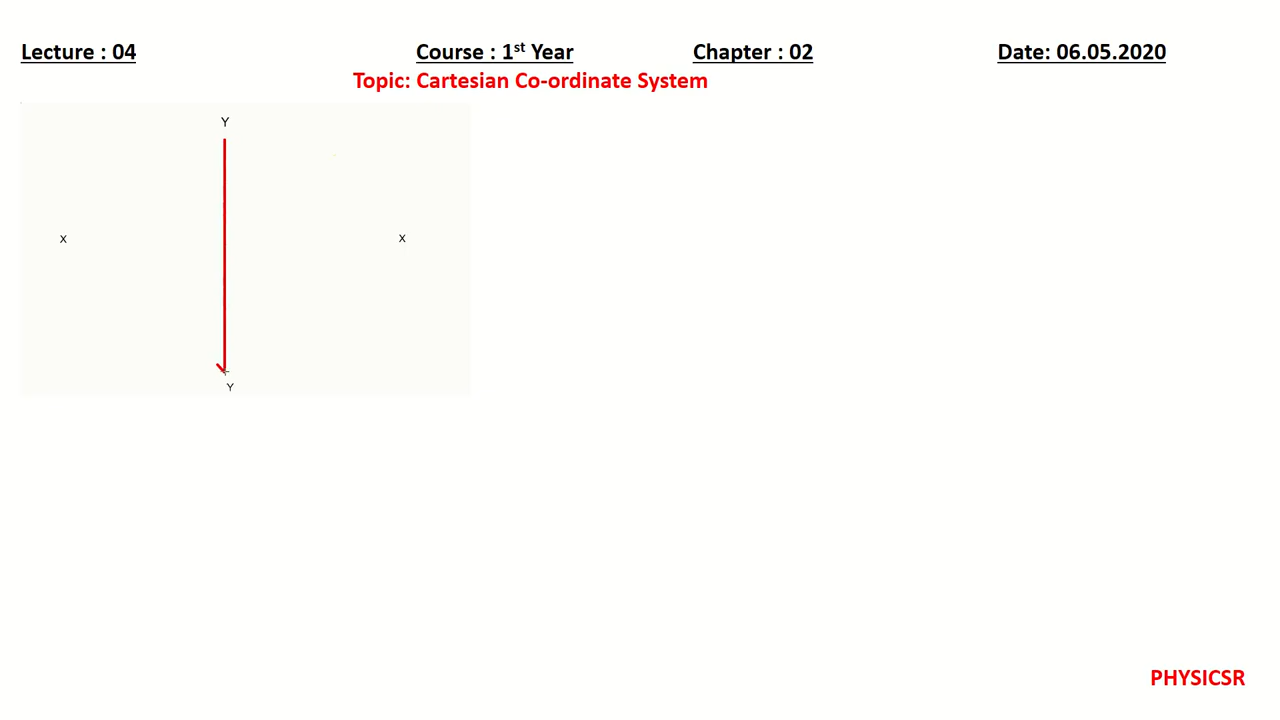 Lecture : 04 Course : 1st Year Chapter : 02 Date: 06.05.2020
Topic: Cartesian Co-ordinate System
Y
X X
Y
PHYSICSR